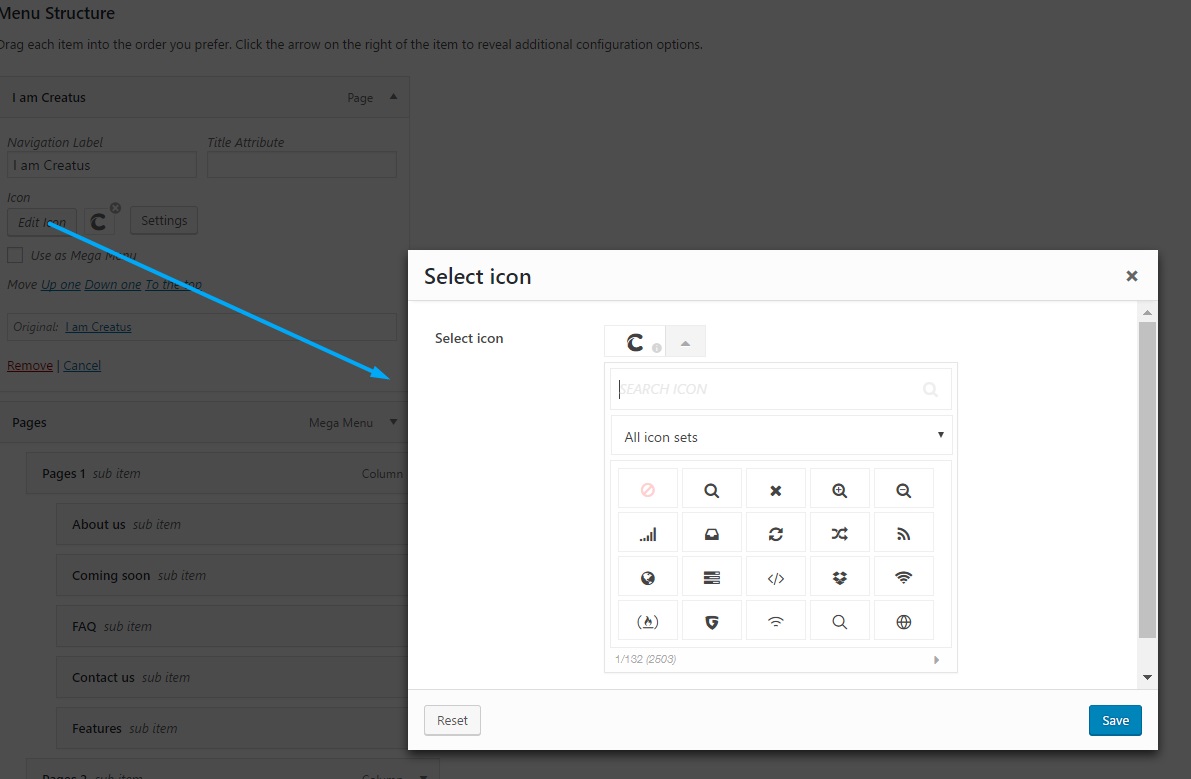 Menu Structure
Drag each item into the order you prefer. Click the arrow on the right of the item to reveal additional configuration options.
I am Creatus Page
Navigation Label Title Attribute
I am Creatus
Icon
Edit Icon Settings
Use as Mega Menu
Move Up one Down one To the top
Original: I am Creatus
Remove | Cancel
Pages Mega Menu
Pages 1 sub item Column
About us sub item
Coming soon sub item
FAQ sub item
Contact us sub item
Features sub item
Pages 2 sub item Column
Select icon
Select icon
SEARCH ICON
All icon sets
1/132 (2503)
Reset Save